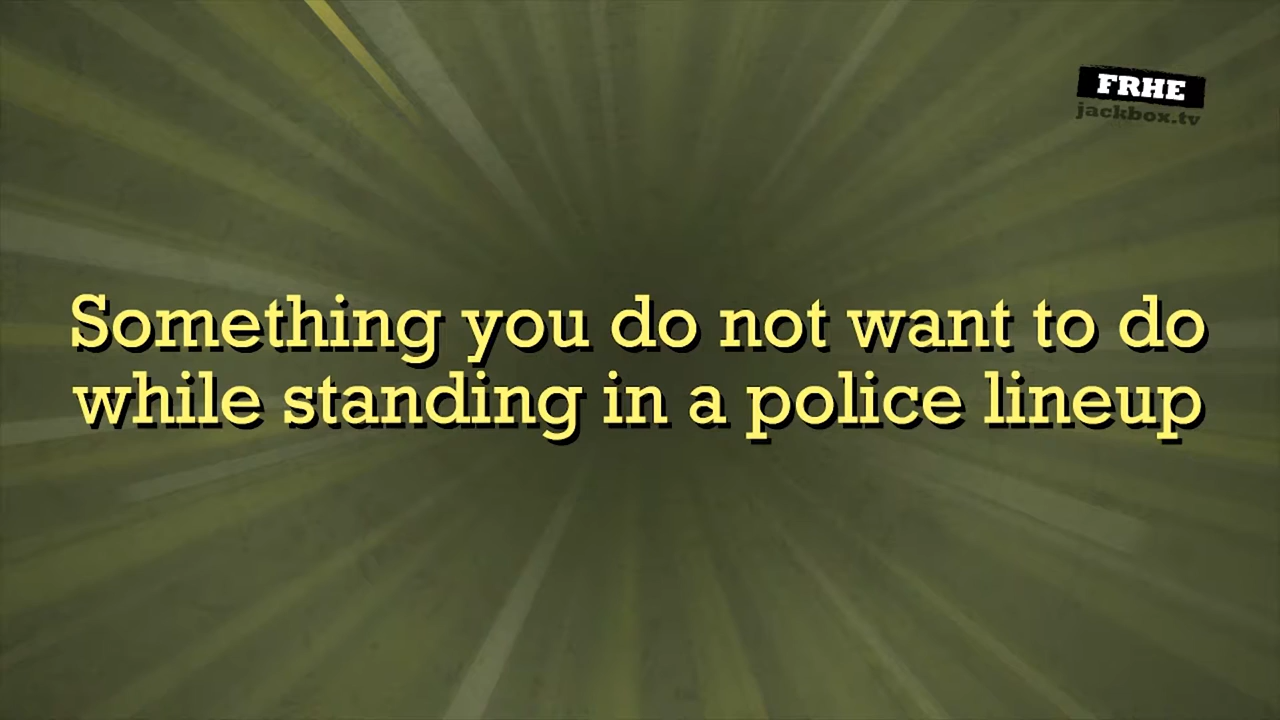 FRHE
jackbox.tv
Something you do not want to do
while standing in a police lineup